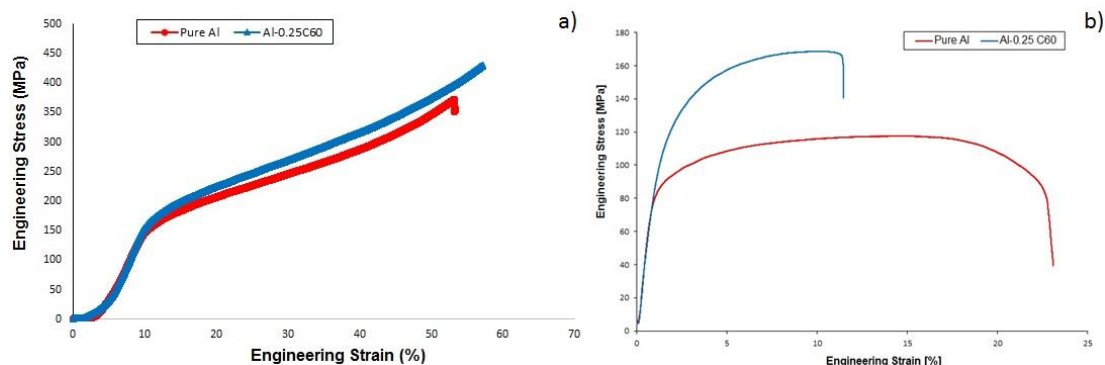 a)
Pure Al Al-0.25C60
500
450
400
350
300
250
200
150
100
50
0
0 10 20 30 40 50 60 70
Engineering Stress (MPa)
Engineering Strain (%)
b)
Pure Al Al-0.25 C60
180
160
140
120
100
80
60
40
20
0
0 5 10 15 20 25
Engineering Stress [MPa]
Engineering Strain [%]